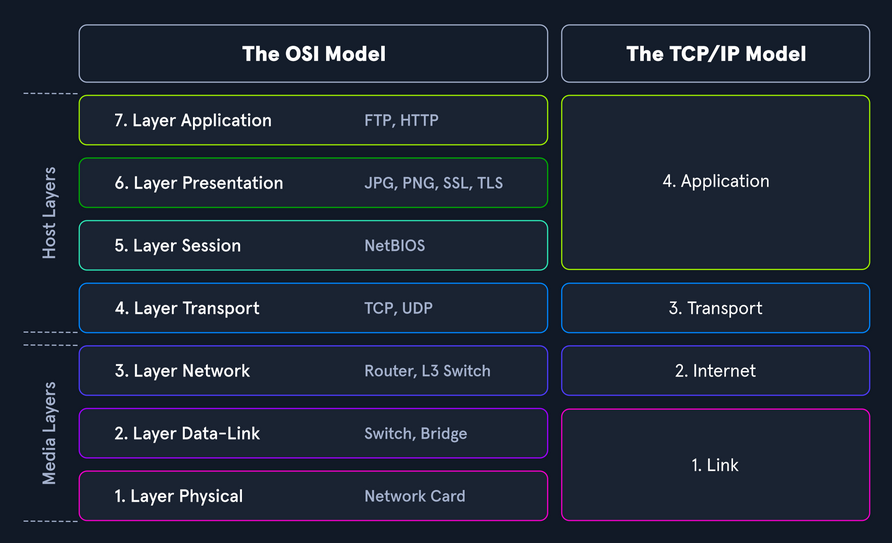 The OSI Model
The TCP/IP Model
Host Layers
7. Layer Application
FTP, HTTP
6. Layer Presentation
JPG, PNG, SSL, TLS
5. Layer Session
NetBIOS
4. Layer Transport
TCP, UDP
Media Layers
3. Layer Network
Router, L3 Switch
2. Layer Data-Link
Switch, Bridge
1. Layer Physical
Network Card
4. Application
3. Transport
2. Internet
1. Link